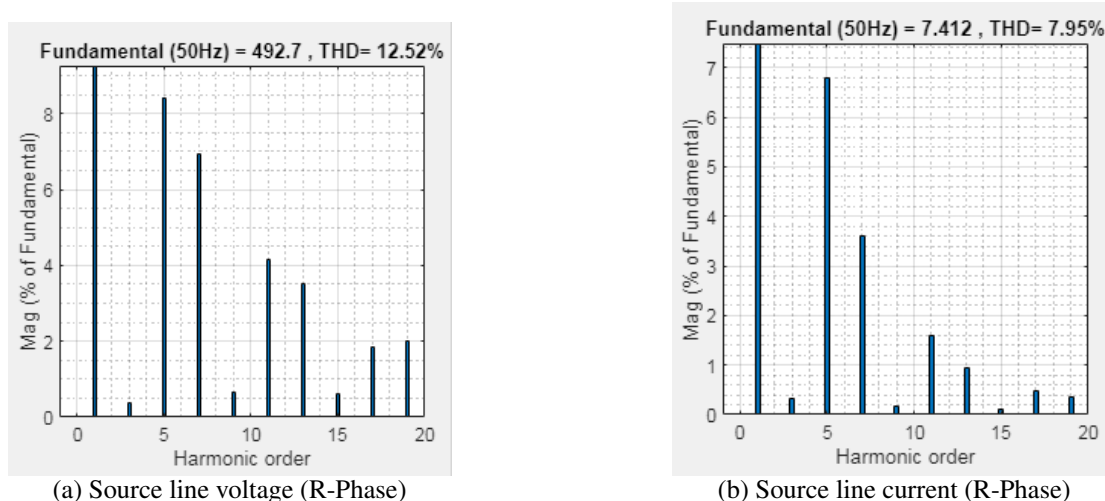 Fundamental (50Hz) = 492.7 , THD= 12.52%
Mag (% of Fundamental)
8
6
4
2
0
0 5 10 15 20
Harmonic order
(a) Source line voltage (R-Phase)
Fundamental (50Hz) = 7.412 , THD= 7.95%
Mag (% of Fundamental)
7
6
5
4
3
2
1
0
0 5 10 15 20
Harmonic order
(b) Source line current (R-Phase)